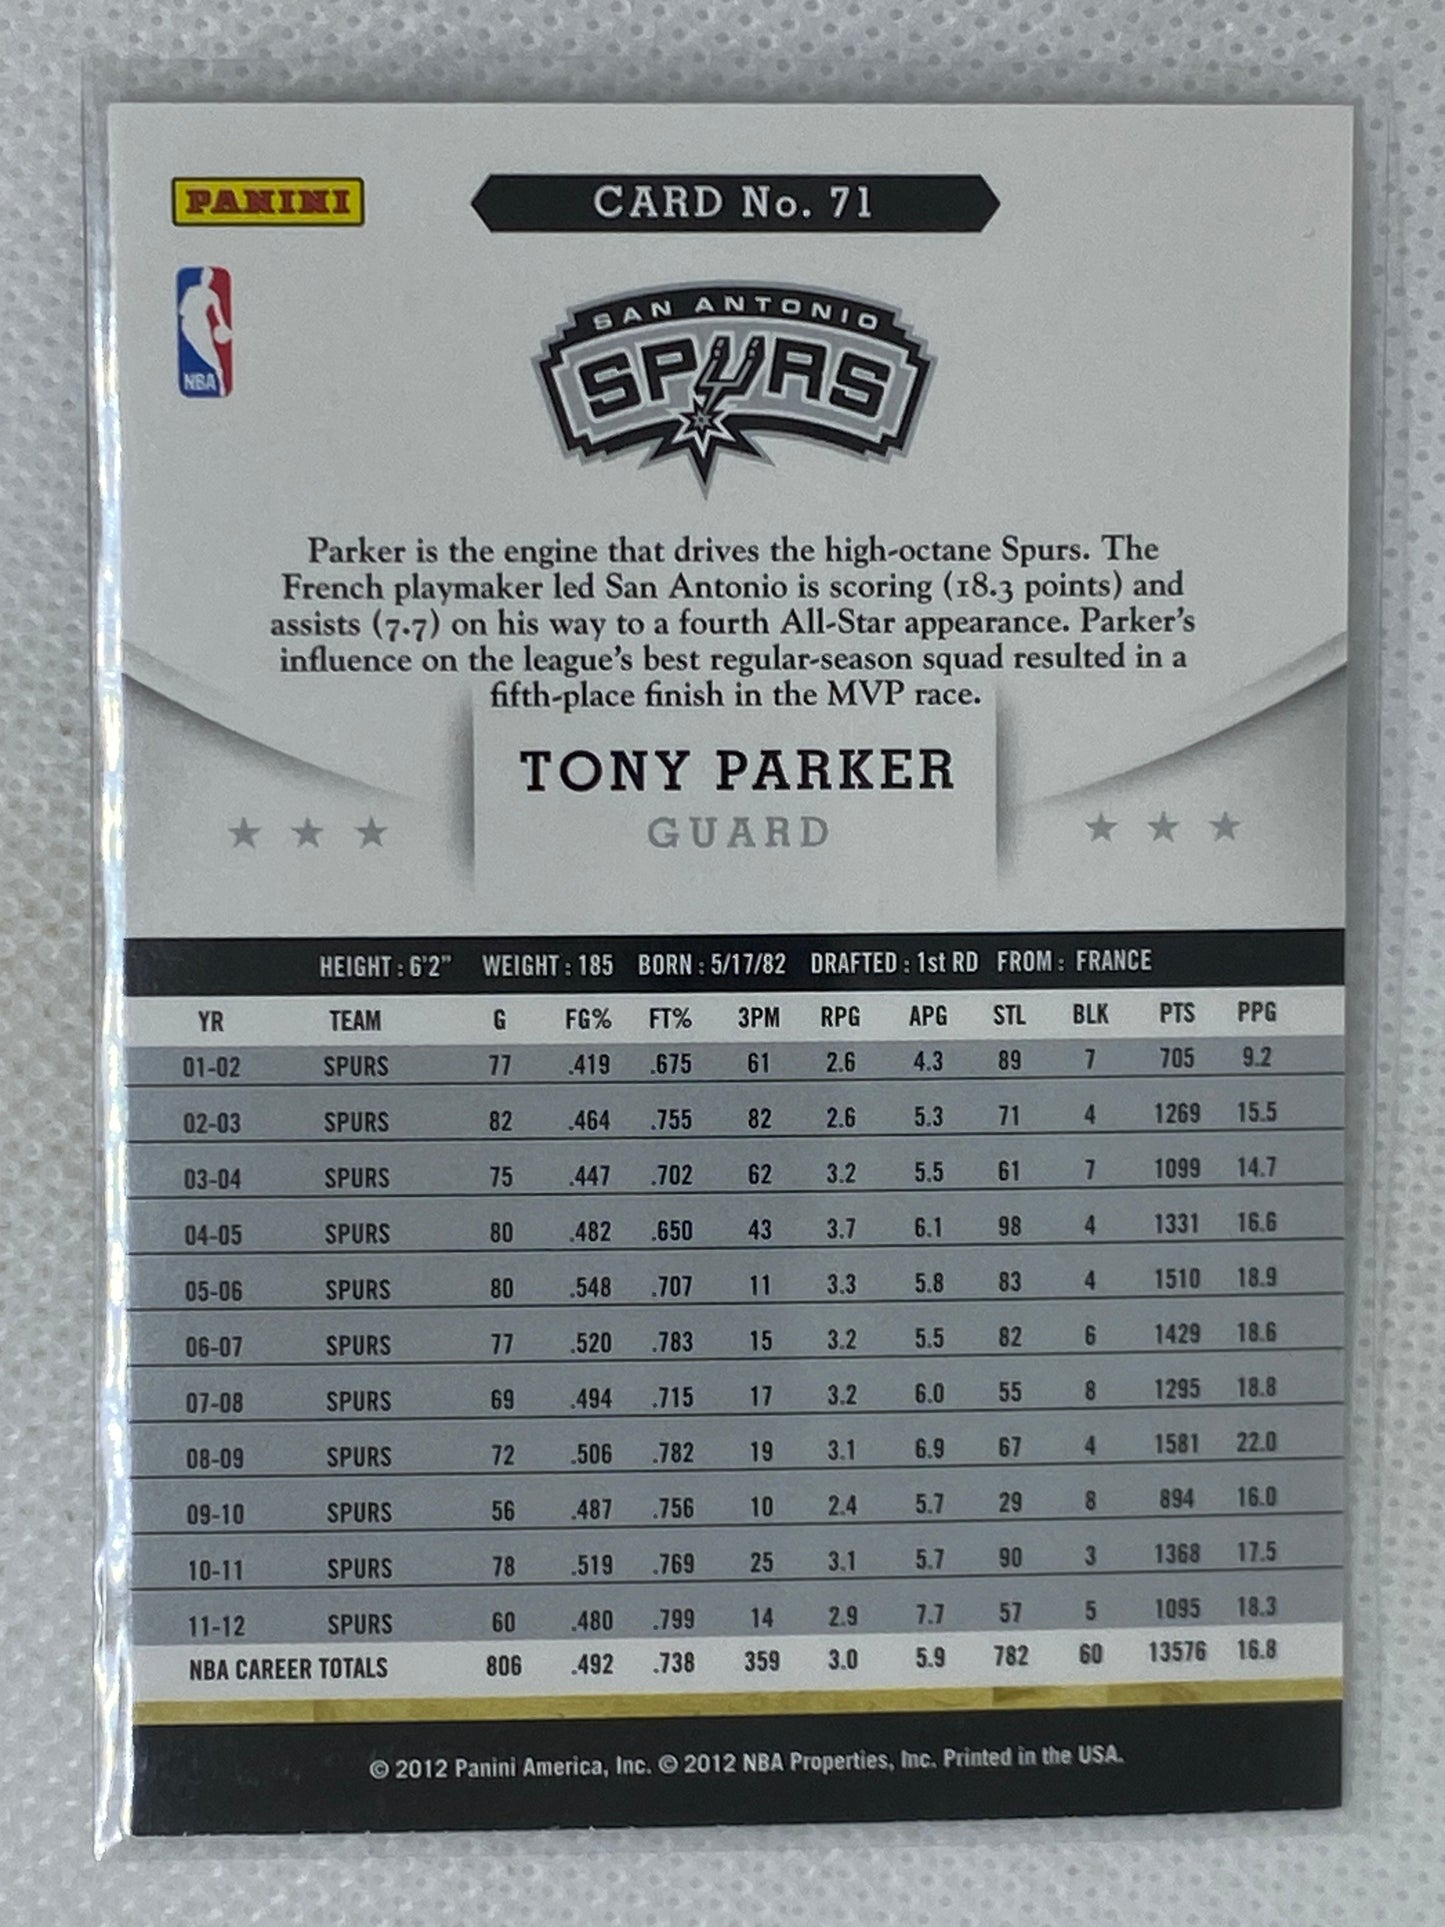 PANINI
CARD No. 71
NBA
SAN ANTONIO
SPURS
Parker is the engine that drives the high-octane Spurs. The
French playmaker led San Antonio is scoring (18.3 points) and
assists (7.7) on his way to a fourth All-Star appearance. Parker's
influence on the league's best regular-season squad resulted in a
fifth-place finish in the MVP race.
TONY PARKER
GUARD
HEIGHT : 6'2" WEIGHT : 185 BORN : 5/17/82 DRAFTED : 1st RD FROM : FRANCE
YR TEAM G FG% FT% 3PM RPG APG STL BLK PTS PPG
01-02 SPURS 77 .419 .675 61 2.6 4.3 89 7 705 9.2
02-03 SPURS 82 .464 .755 82 2.6 5.3 71 4 1269 15.5
03-04 SPURS 75 .447 .702 62 3.2 5.5 61 7 1099 14.7
04-05 SPURS 80 .482 .650 43 3.7 6.1 98 4 1331 16.6
05-06 SPURS 80 .548 .707 11 3.3 5.8 83 4 1510 18.9
06-07 SPURS 77 .520 .783 15 3.2 5.5 82 6 1429 18.6
07-08 SPURS 69 .494 .715 17 3.2 6.0 55 8 1295 18.8
08-09 SPURS 72 .506 .782 19 3.1 6.9 67 4 1581 22.0
09-10 SPURS 56 .487 .756 10 2.4 5.7 29 8 894 16.0
10-11 SPURS 78 .519 .769 25 3.1 5.7 90 3 1368 17.5
11-12 SPURS 60 .480 .799 14 2.9 7.7 57 5 1095 18.3
NBA CAREER TOTALS 806 .492 .738 359 3.0 5.9 782 60 13576 16.8
© 2012 Panini America, Inc. © 2012 NBA Properties, Inc. Printed in the USA.